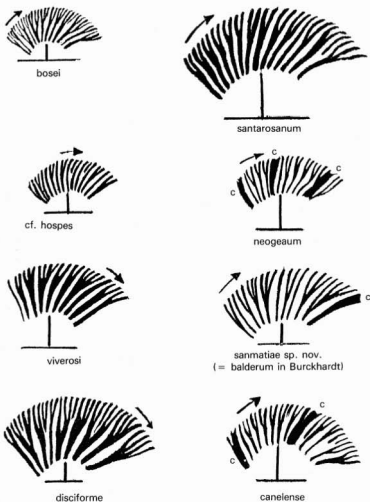 bosei
santarosanum
cf. hospes
c
c
c
neogeaum
viverosi
c
sanmatiae sp. nov.
(= balderum in Burckhardt)
disciforme
c
c
canelense